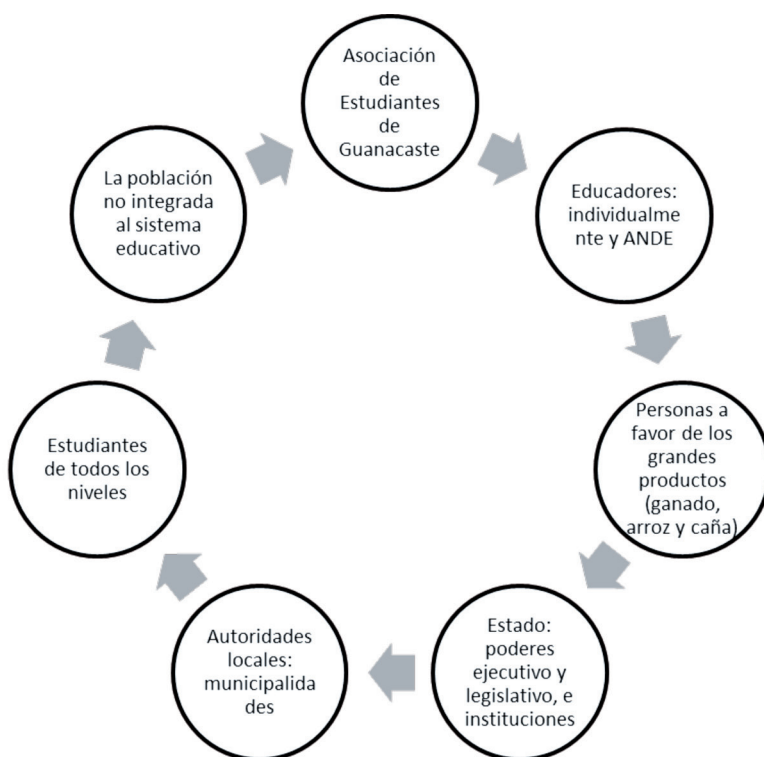 Asociación
de
Estudiantes
de
Guanacaste
Educadores:
individualme
nte y ANDE
Personas a
favor de los
grandes
productos
(ganado,
arroz y caña)
Estado:
poderes
ejecutivo y
legislativo, e
instituciones
Autoridades
locales:
municipalida
des
Estudiantes
de todos los
niveles
La población
no integrada
al sistema
educativo